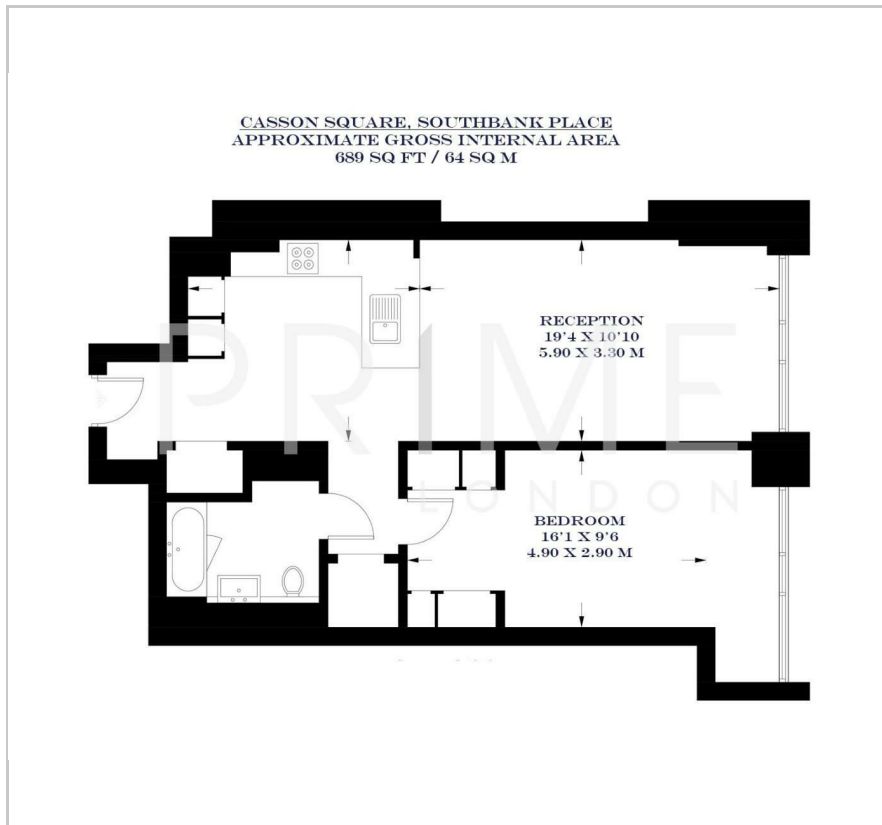 CASSON SQUARE, SOUTHBANK PLACE
APPROXIMATE GROSS INTERNAL AREA
689 SQ FT / 64 SQ M
RECEPTION
19'4 X 10'10
5.90 X 3.30 M
PRIME
LONDON
BEDROOM
16'1 X 9'6
4.90 X 2.90 M